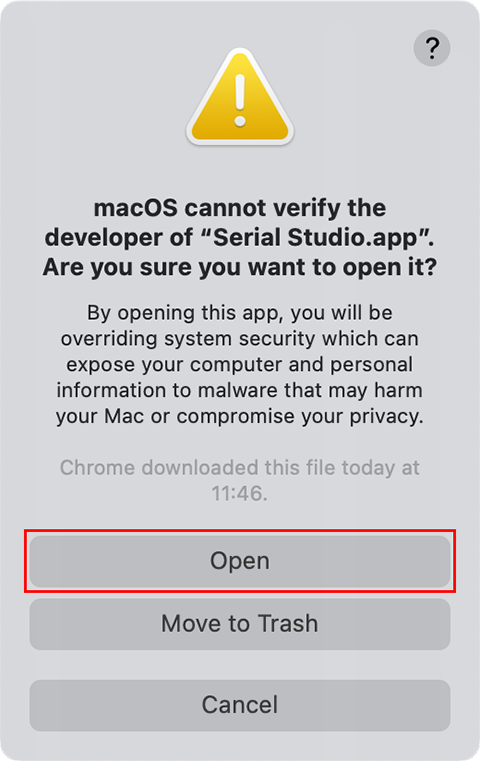 ?
macOS cannot verify the
developer of “Serial Studio.app”.
Are you sure you want to open it?
By opening this app, you will be
overriding system security which can
expose your computer and personal
information to malware that may harm
your Mac or compromise your privacy.
Chrome downloaded this file today at
11:46.
Open
Move to Trash
Cancel